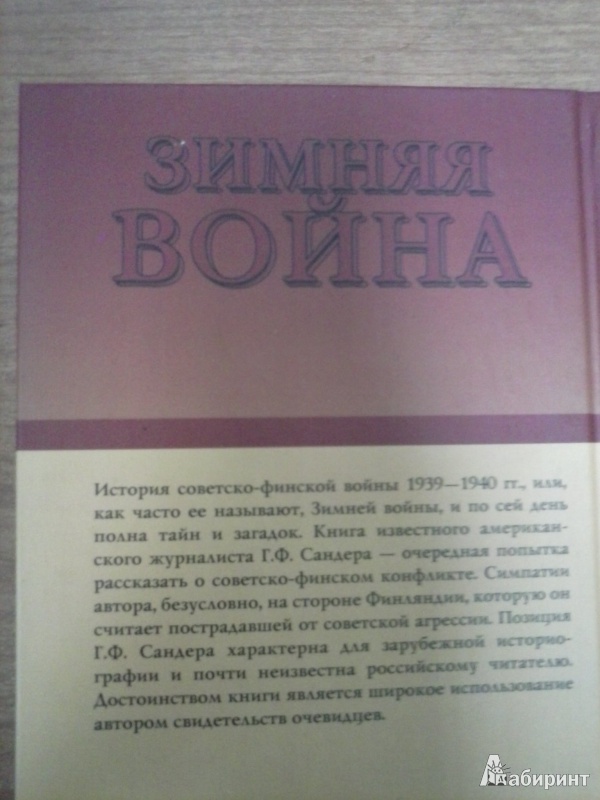 ЗИМНЯЯ
ВОЙНА
История советско-финской войны 1939—1940 гг., или,
как часто ее называют, Зимней войны, и по сей день
полна тайн и загадок. Книга известного американ-
ского журналиста Г.Ф. Сандера — очередная попытка
рассказать о советско-финском конфликте. Симпатии
автора, безусловно, на стороне Финляндии, которую он
считает пострадавшей от советской агрессии. Позиция
Г.Ф. Сандера характерна для зарубежной историо-
графии и почти неизвестна российскому читателю.
Достоинством книги является широкое использование
автором свидетельств очевидцев.
Лабиринт